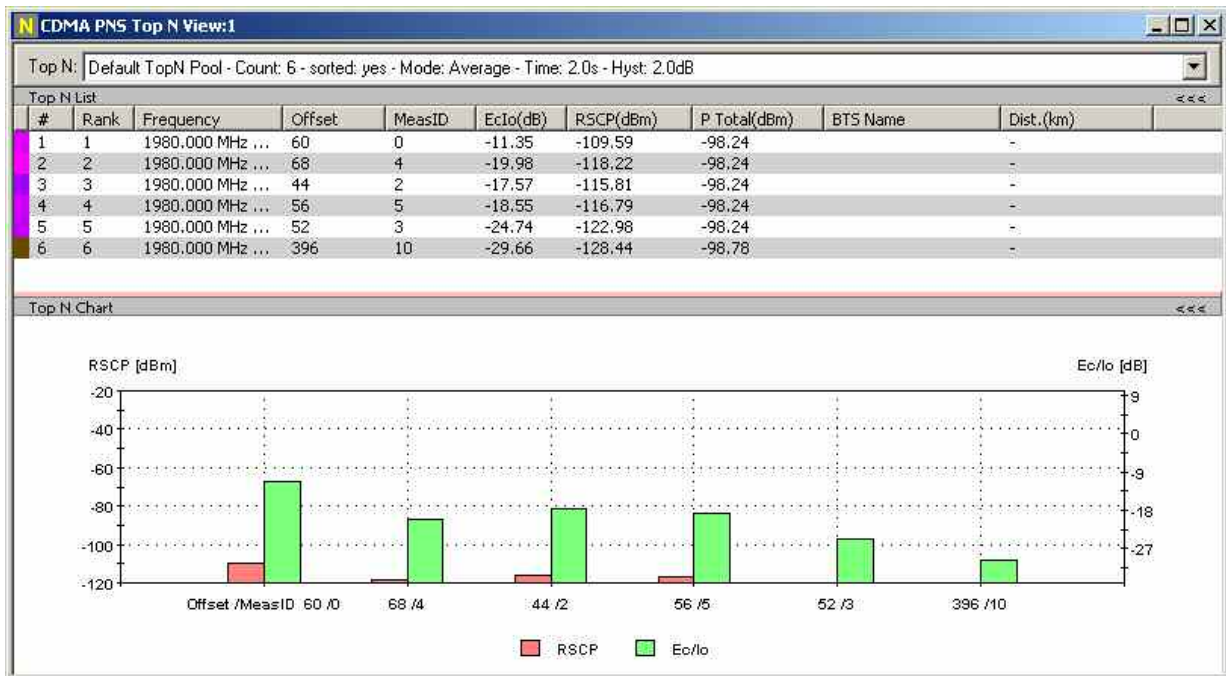 N CDMA PNS Top N View:1
Top N: Default TopN Pool - Count: 6 - sorted: yes - Mode: Average - Time: 2.0s - Hyst: 2.0dB
Top N List <<<
# Rank Frequency Offset MeasID EcIo(dB) RSCP(dBm) P Total(dBm) BTS Name Dist.(km)
1 1 1980.000 MHz ... 60 0 -11.35 -109.59 -98.24 -
2 2 1980.000 MHz ... 68 4 -19.98 -118.22 -98.24 -
3 3 1980.000 MHz ... 44 2 -17.57 -115.81 -98.24 -
4 4 1980.000 MHz ... 56 5 -18.55 -116.79 -98.24 -
5 5 1980.000 MHz ... 52 3 -24.74 -122.98 -98.24 -
6 6 1980.000 MHz ... 396 10 -29.66 -128.44 -98.78 -
Top N Chart <<<
RSCP [dBm] Ec/Io [dB]
-20 9
-40 0
-60 -9
-80 -18
-100 -27
-120
Offset /MeasID 60 /0 68 /4 44 /2 56 /5 52 /3 396 /10
RSCP Ec/Io